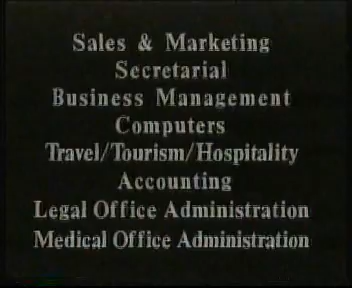 Sales & Marketing
Secretarial
Business Management
Computers
Travel/Tourism/Hospitality
Accounting
Legal Office Administration
Medical Office Administration